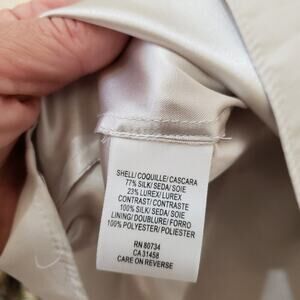 SHELL/COQUILLE/CASCARA
77% SILK/SEDA/SOIE
23% LUREX/LUREX
CONTRAST/CONTRASTE
100% SILK/SEDA/SOIE
LINING/DOUBLURE/FORRO
100% POLYESTER/POLIESTER
RN 80734
CA 31458
CARE ON REVERSE